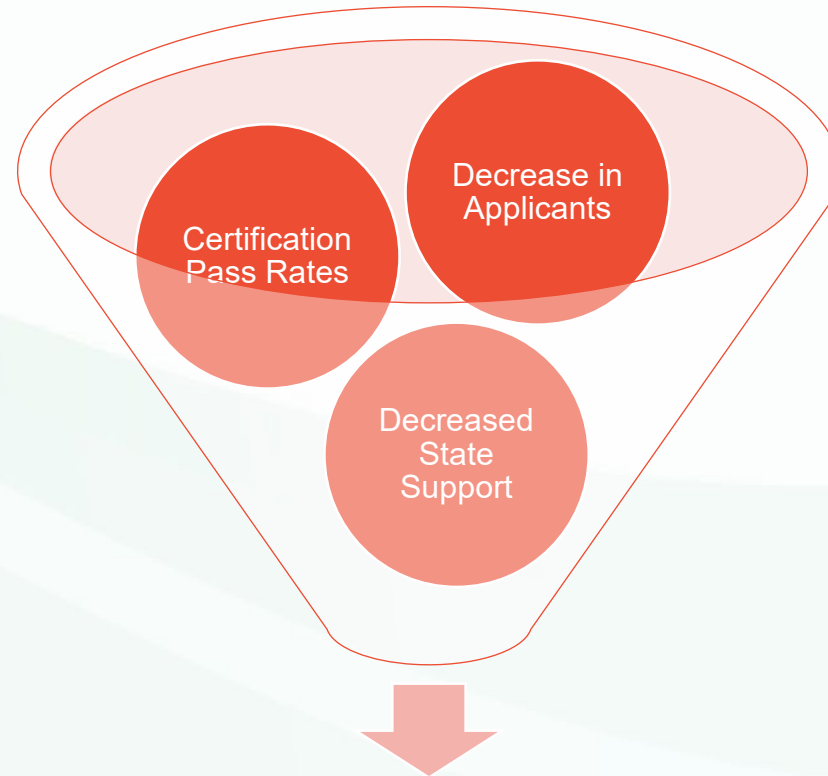 Decrease in
Applicants
Certification
Pass Rates
Decreased
State
Support